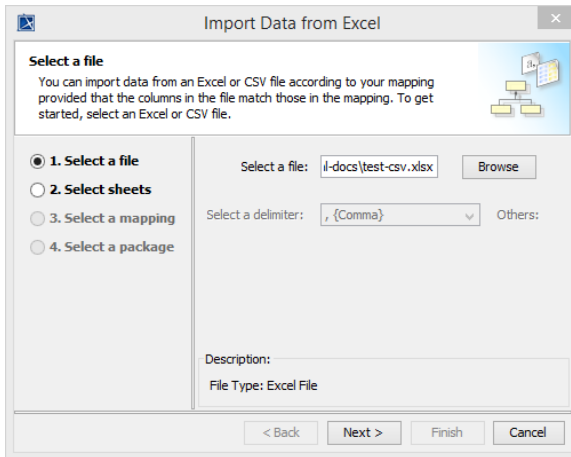 Import Data from Excel
Select a file
You can import data from an Excel or CSV file according to your mapping
provided that the columns in the file match those in the mapping. To get
started, select an Excel or CSV file.
1. Select a file
2. Select sheets
3. Select a mapping
4. Select a package
Select a file: il-docs\test-csv.xlsx Browse
Select a delimiter: , {Comma} Others:
Description:
File Type: Excel File
< Back Next > Finish Cancel